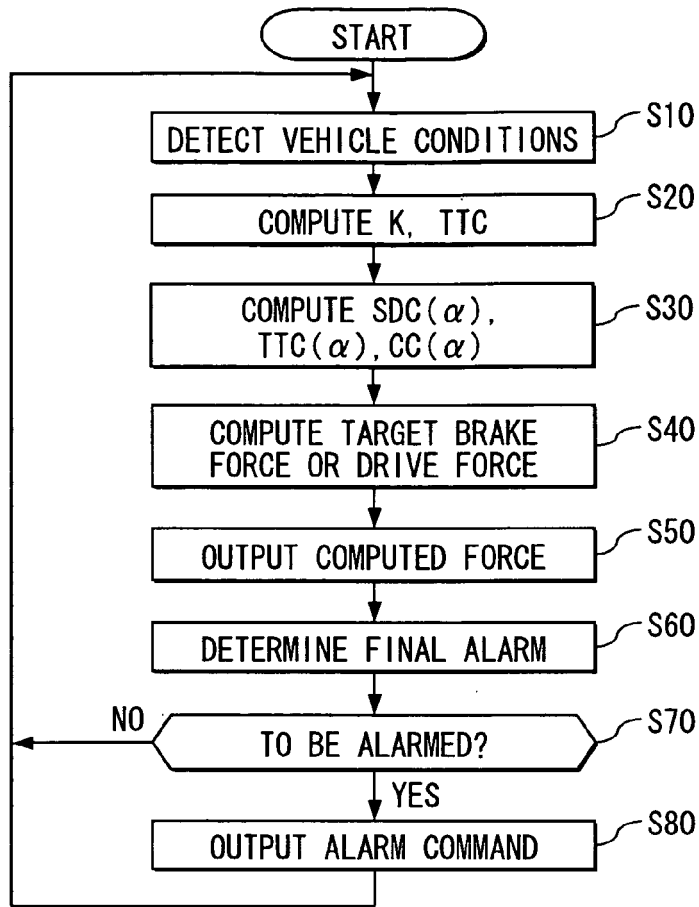 START
S10
DETECT VEHICLE CONDITIONS
S20
COMPUTE K, TTC
S30
COMPUTE SDC(α),
TTC(α), CC(α)
S40
COMPUTE TARGET BRAKE
FORCE OR DRIVE FORCE
S50
OUTPUT COMPUTED FORCE
S60
DETERMINE FINAL ALARM
S70
NO
TO BE ALARMED?
YES
S80
OUTPUT ALARM COMMAND